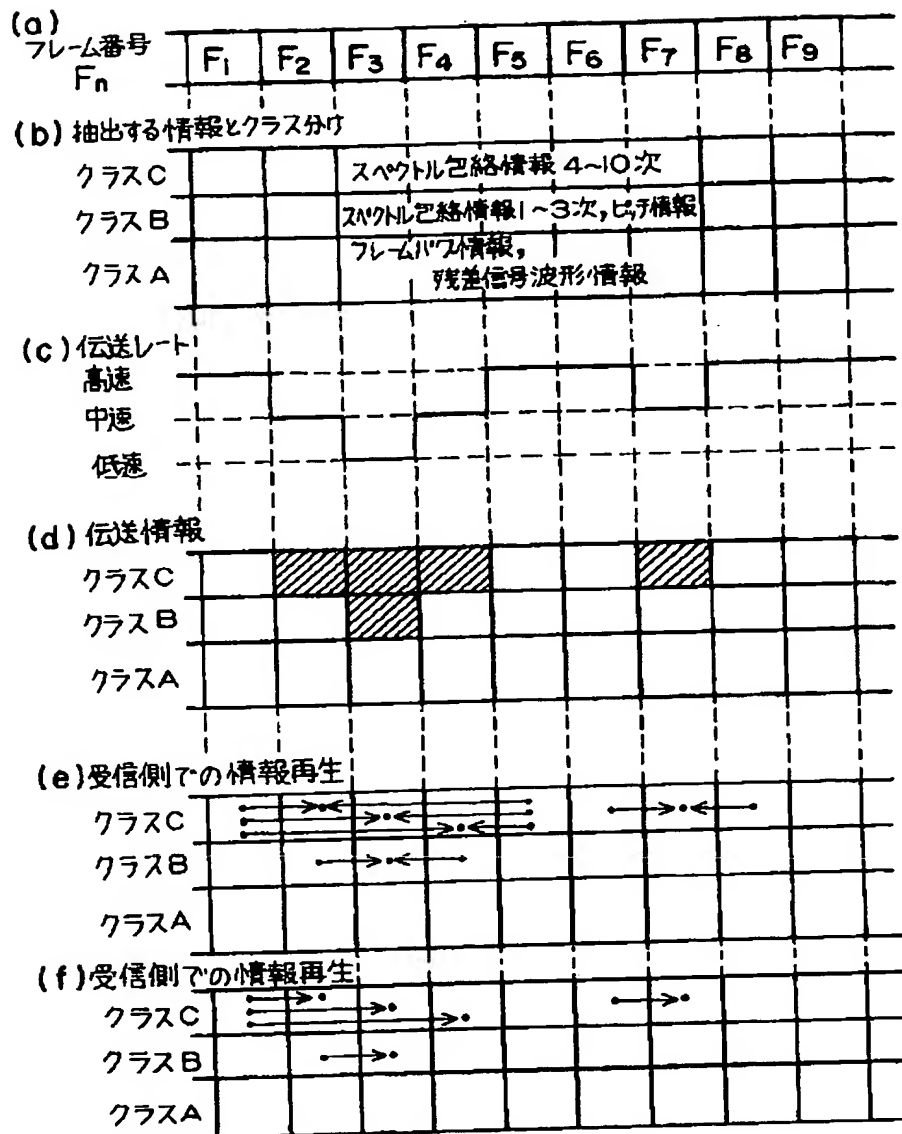 (a)
フレーム番号
Fn
F1 F2 F3 F4 F5 F6 F7 F8 F9
(b) 抽出する情報とクラス分け
クラスC スペクトル包絡情報 4~10次
クラスB スペクトル包絡情報1~3次,ピッチ情報
クラスA フレームパワ情報,
残差信号波形情報
(c) 伝送レート
高速
中速
低速
(d) 伝送情報
クラスC
クラスB
クラスA
(e) 受信側での情報再生
クラスC
クラスB
クラスA
(f) 受信側での情報再生
クラスC
クラスB
クラスA